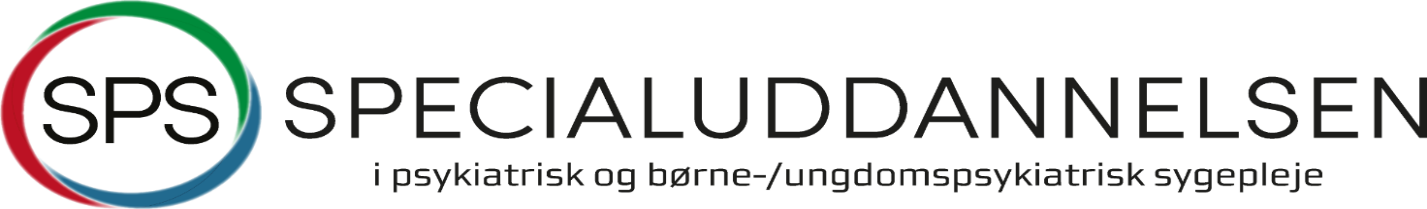 SPS
SPECIALUDDANNELSEN
i psykiatrisk og børne-/ungdomspsykiatrisk sygepleje